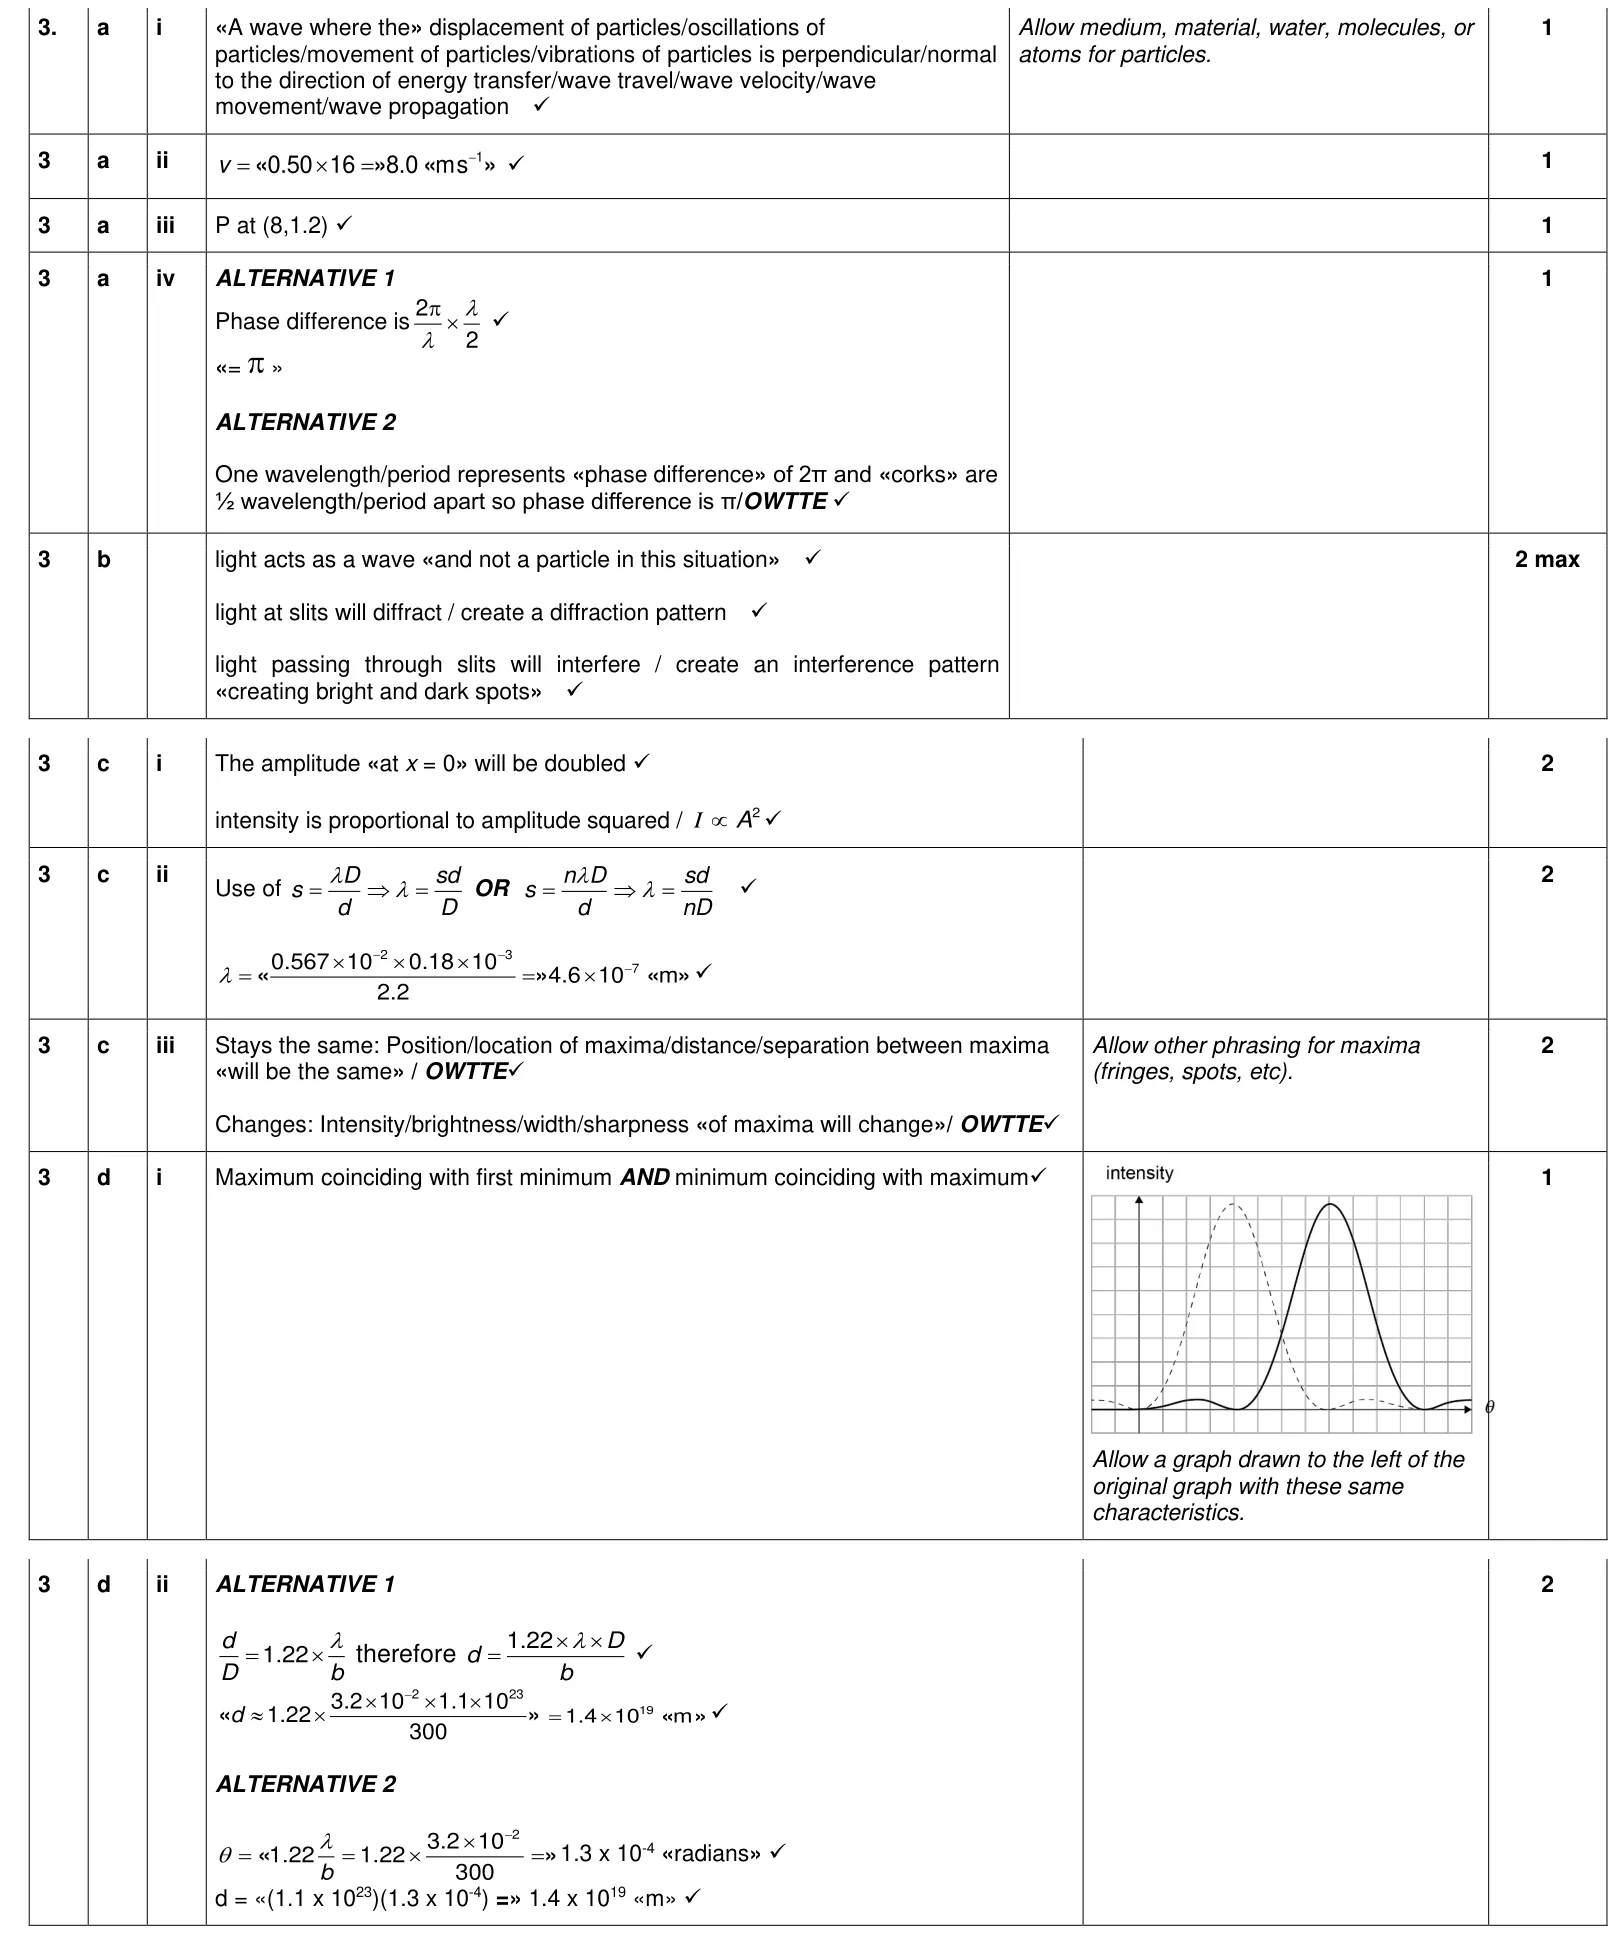 3. a i «A wave where the» displacement of particles/oscillations of Allow medium, material, water, molecules, or 1
particles/movement of particles/vibrations of particles is perpendicular/normal atoms for particles.
to the direction of energy transfer/wave travel/wave velocity/wave
movement/wave propagation ✓
3 a ii v = «0.50×16 =»8.0 «ms⁻¹» ✓ 1
3 a iii P at (8,1.2) ✓ 1
3 a iv ALTERNATIVE 1 1
Phase difference is 2π/λ × λ/2 ✓
«= π »
ALTERNATIVE 2
One wavelength/period represents «phase difference» of 2π and «corks» are
½ wavelength/period apart so phase difference is π/OWTTE ✓
3 b light acts as a wave «and not a particle in this situation» ✓ 2 max
light at slits will diffract / create a diffraction pattern ✓
light passing through slits will interfere / create an interference pattern
«creating bright and dark spots» ✓
3 c i The amplitude «at x = 0» will be doubled ✓ 2
intensity is proportional to amplitude squared / I ∝ A² ✓
3 c ii Use of s = λD/d ⇒ λ = sd/D OR s = nλD/d ⇒ λ = sd/nD ✓ 2
λ = «0.567×10⁻²×0.18×10⁻³/2.2 =»4.6×10⁻⁷ «m» ✓
3 c iii Stays the same: Position/location of maxima/distance/separation between maxima Allow other phrasing for maxima 2
«will be the same» / OWTTE✓ (fringes, spots, etc).
Changes: Intensity/brightness/width/sharpness «of maxima will change»/ OWTTE✓
3 d i Maximum coinciding with first minimum AND minimum coinciding with maximum✓ 1
intensity
θ
Allow a graph drawn to the left of the
original graph with these same
characteristics.
3 d ii ALTERNATIVE 1 2
d/D = 1.22× λ/b therefore d = 1.22×λ×D/b ✓
«d ≈ 1.22× 3.2×10⁻²×1.1×10²³/300» = 1.4×10¹⁹ «m» ✓
ALTERNATIVE 2
θ = «1.22 λ/b = 1.22× 3.2×10⁻²/300 =» 1.3 x 10⁻⁴ «radians» ✓
d = «(1.1 x 10²³)(1.3 x 10⁻⁴) =» 1.4 x 10¹⁹ «m» ✓